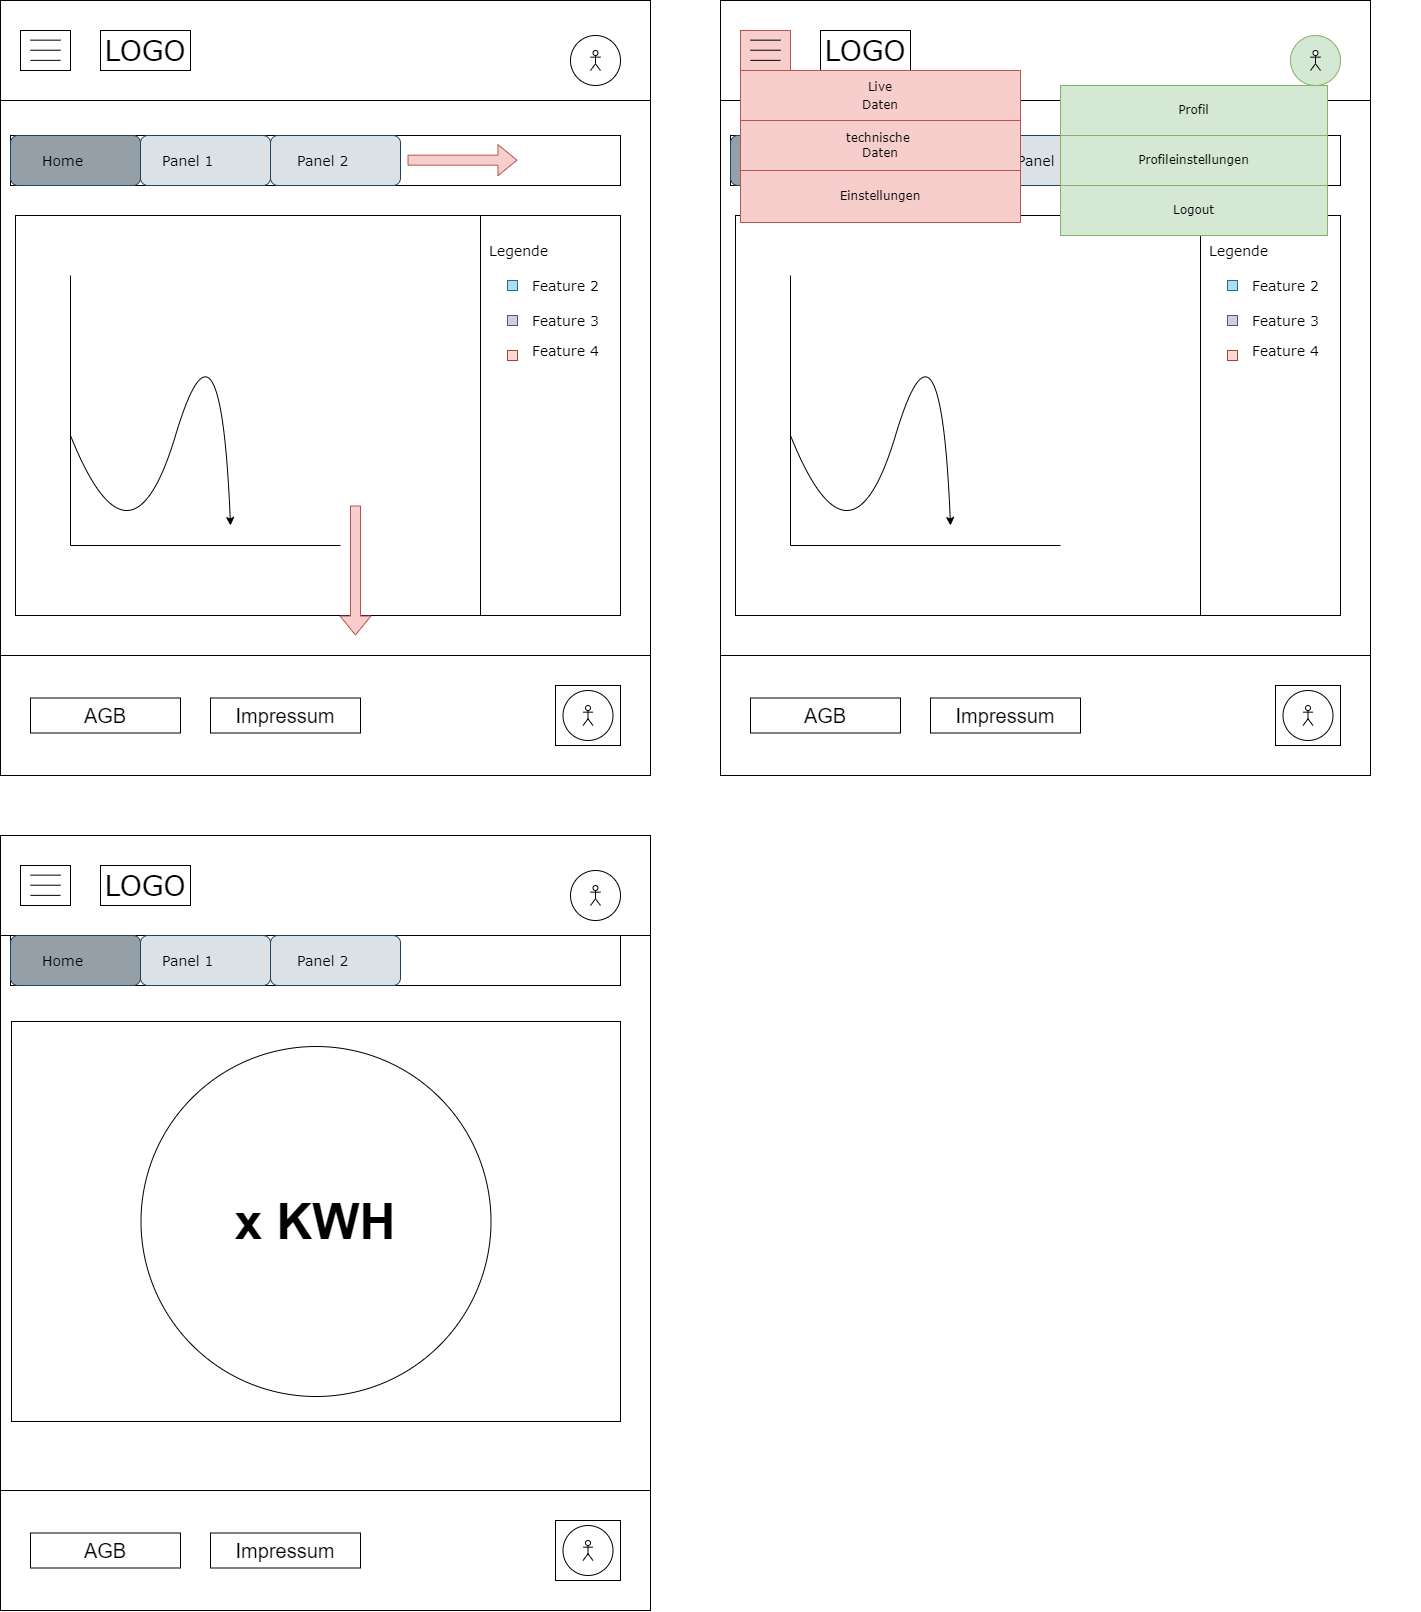 LOGO
Home
Panel 1
Panel 2
Legende
Feature 2
Feature 3
Feature 4
AGB
Impressum
LOGO
Live
Daten
technische
Daten
Einstellungen
Panel
Profil
Profileinstellungen
Logout
Legende
Feature 2
Feature 3
Feature 4
AGB
Impressum
LOGO
Home
Panel 1
Panel 2
x KWH
AGB
Impressum